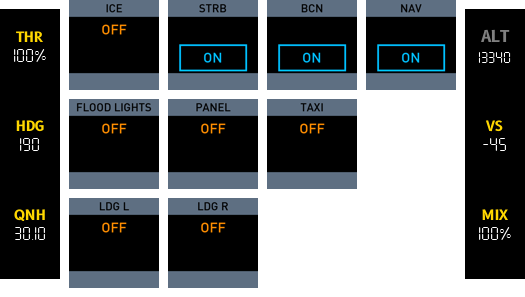 ICE STRB BCN NAV
THR OFF ALT
100% ON ON ON 13340
FLOOD LIGHTS PANEL TAXI
HDG OFF OFF OFF VS
190 -45
LDG L LDG R
QNH OFF OFF MIX
30.10 100%